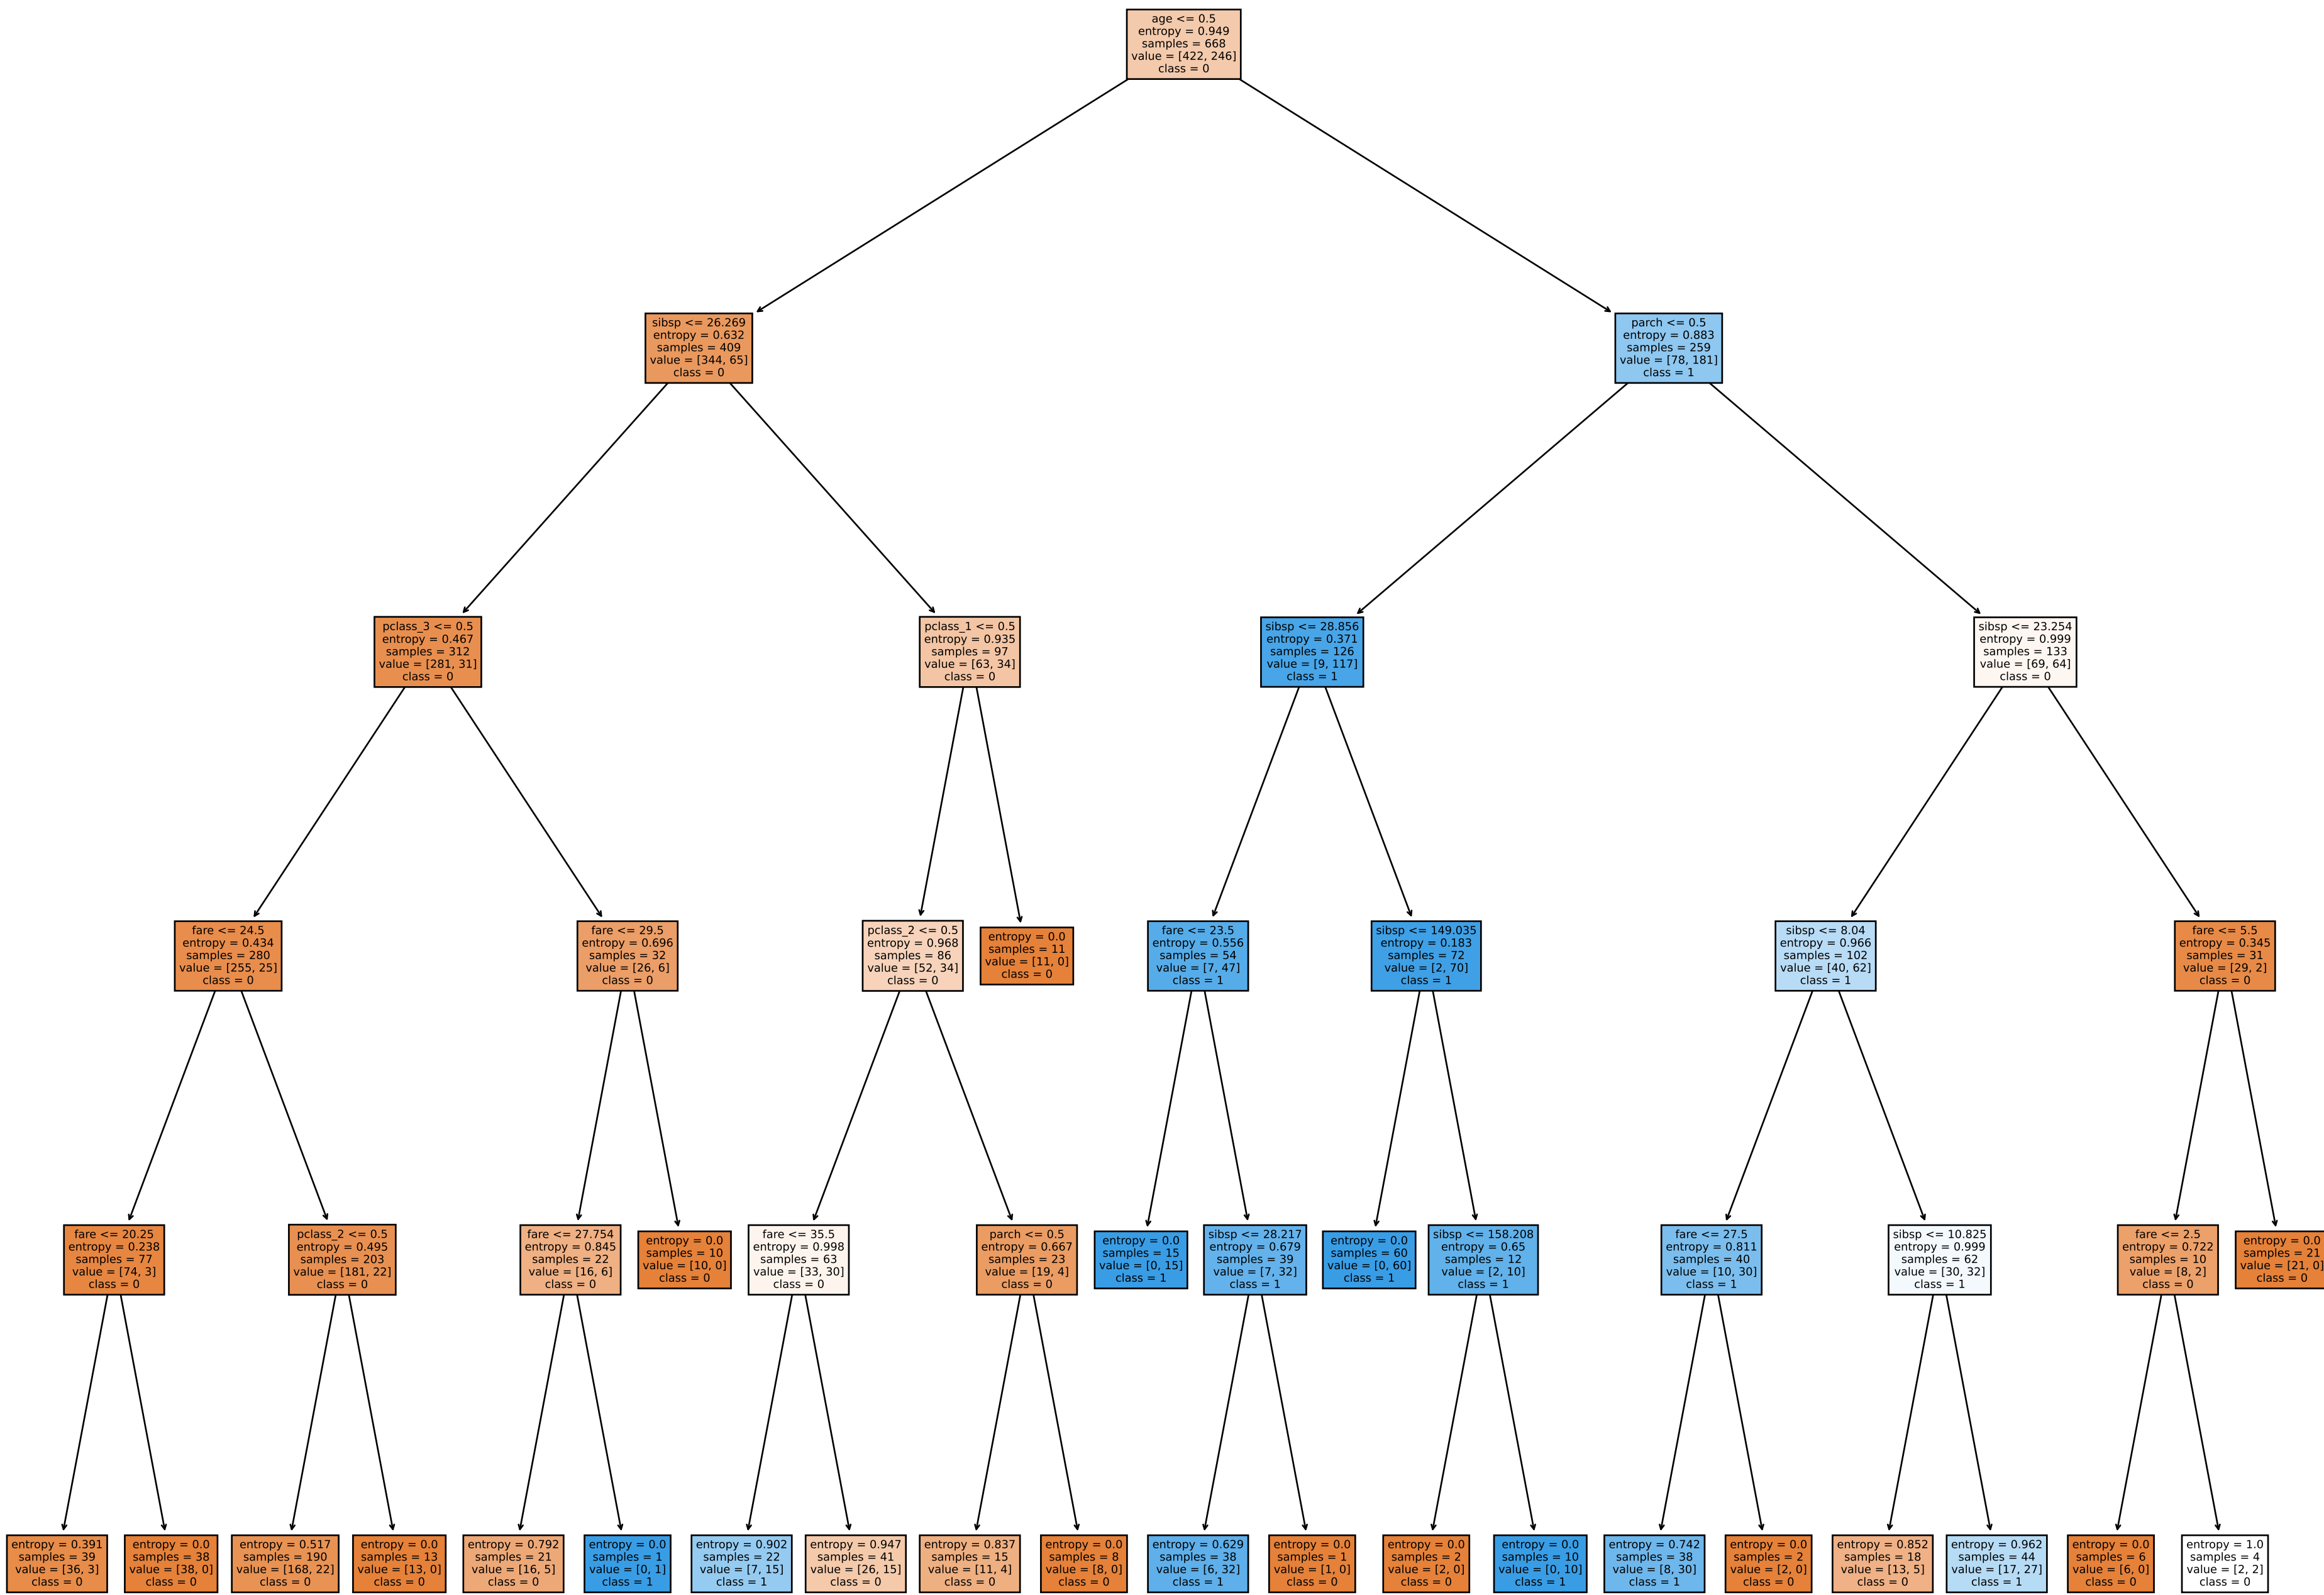 age <= 0.5
entropy = 0.949
samples = 668
value = [422, 246]
class = 0
sibsp <= 26.269
entropy = 0.632
samples = 409
value = [344, 65]
class = 0
parch <= 0.5
entropy = 0.883
samples = 259
value = [78, 181]
class = 1
pclass_3 <= 0.5
entropy = 0.467
samples = 312
value = [281, 31]
class = 0
pclass_1 <= 0.5
entropy = 0.935
samples = 97
value = [63, 34]
class = 0
sibsp <= 28.856
entropy = 0.371
samples = 126
value = [9, 117]
class = 1
sibsp <= 23.254
entropy = 0.999
samples = 133
value = [69, 64]
class = 0
fare <= 24.5
entropy = 0.434
samples = 280
value = [255, 25]
class = 0
fare <= 29.5
entropy = 0.696
samples = 32
value = [26, 6]
class = 0
pclass_2 <= 0.5
entropy = 0.968
samples = 86
value = [52, 34]
class = 0
entropy = 0.0
samples = 11
value = [11, 0]
class = 0
fare <= 23.5
entropy = 0.556
samples = 54
value = [7, 47]
class = 1
sibsp <= 149.035
entropy = 0.183
samples = 72
value = [2, 70]
class = 1
sibsp <= 8.04
entropy = 0.966
samples = 102
value = [40, 62]
class = 1
fare <= 5.5
entropy = 0.345
samples = 31
value = [29, 2]
class = 0
fare <= 20.25
entropy = 0.238
samples = 77
value = [74, 3]
class = 0
pclass_2 <= 0.5
entropy = 0.495
samples = 203
value = [181, 22]
class = 0
fare <= 27.754
entropy = 0.845
samples = 22
value = [16, 6]
class = 0
entropy = 0.0
samples = 10
value = [10, 0]
class = 0
fare <= 35.5
entropy = 0.998
samples = 63
value = [33, 30]
class = 0
parch <= 0.5
entropy = 0.667
samples = 23
value = [19, 4]
class = 0
entropy = 0.0
samples = 15
value = [0, 15]
class = 1
sibsp <= 28.217
entropy = 0.679
samples = 39
value = [7, 32]
class = 1
entropy = 0.0
samples = 60
value = [0, 60]
class = 1
sibsp <= 158.208
entropy = 0.65
samples = 12
value = [2, 10]
class = 1
fare <= 27.5
entropy = 0.811
samples = 40
value = [10, 30]
class = 1
sibsp <= 10.825
entropy = 0.999
samples = 62
value = [30, 32]
class = 1
fare <= 2.5
entropy = 0.722
samples = 10
value = [8, 2]
class = 0
entropy = 0.0
samples = 21
value = [21, 0]
class = 0
entropy = 0.391
samples = 39
value = [36, 3]
class = 0
entropy = 0.0
samples = 38
value = [38, 0]
class = 0
entropy = 0.517
samples = 190
value = [168, 22]
class = 0
entropy = 0.0
samples = 13
value = [13, 0]
class = 0
entropy = 0.792
samples = 21
value = [16, 5]
class = 0
entropy = 0.0
samples = 1
value = [0, 1]
class = 1
entropy = 0.902
samples = 22
value = [7, 15]
class = 1
entropy = 0.947
samples = 41
value = [26, 15]
class = 0
entropy = 0.837
samples = 15
value = [11, 4]
class = 0
entropy = 0.0
samples = 8
value = [8, 0]
class = 0
entropy = 0.629
samples = 38
value = [6, 32]
class = 1
entropy = 0.0
samples = 1
value = [1, 0]
class = 0
entropy = 0.0
samples = 2
value = [2, 0]
class = 0
entropy = 0.0
samples = 10
value = [0, 10]
class = 1
entropy = 0.742
samples = 38
value = [8, 30]
class = 1
entropy = 0.0
samples = 2
value = [2, 0]
class = 0
entropy = 0.852
samples = 18
value = [13, 5]
class = 0
entropy = 0.962
samples = 44
value = [17, 27]
class = 1
entropy = 0.0
samples = 6
value = [6, 0]
class = 0
entropy = 1.0
samples = 4
value = [2, 2]
class = 0